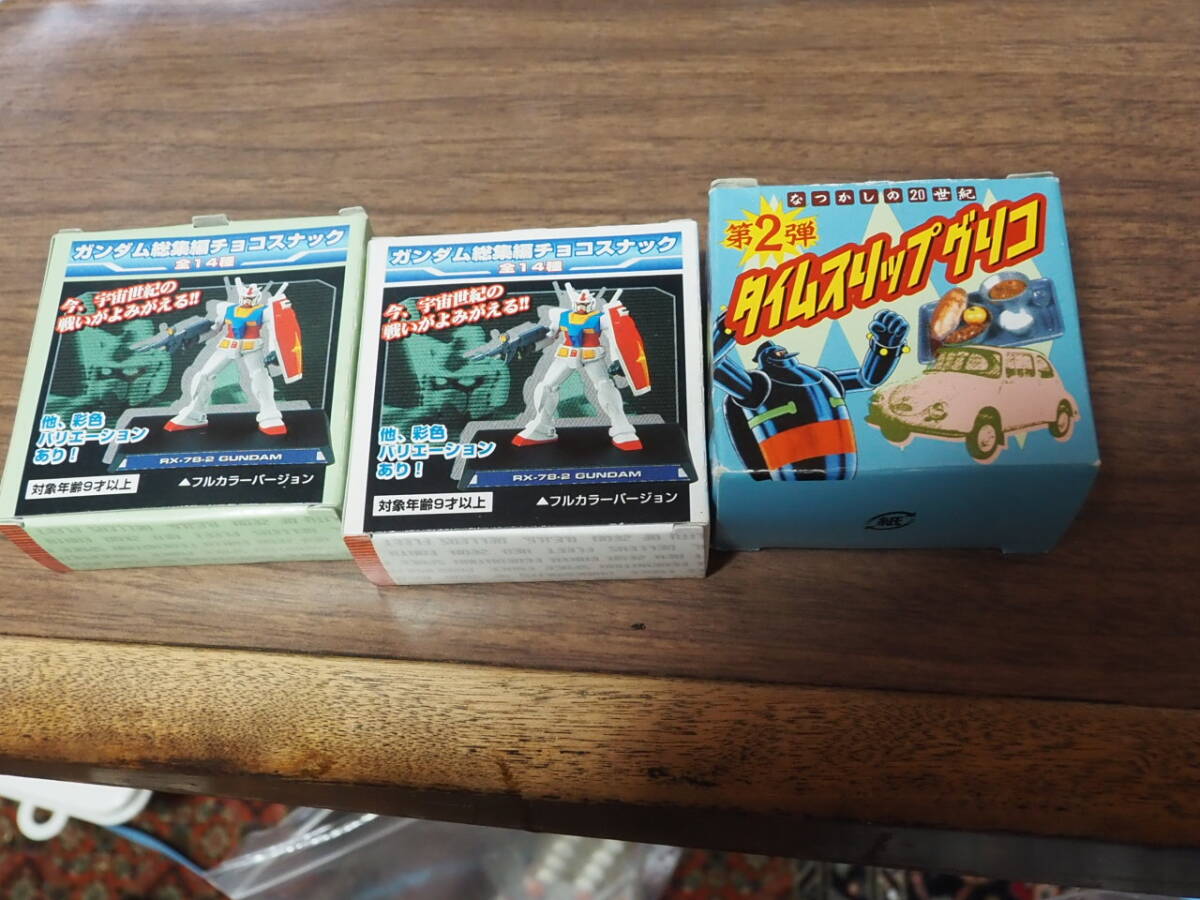 ガンダム総集編チョコスナック
全14種
今、宇宙世紀の
戦いがよみがえる!!
他、彩色
バリエーション
あり!
RX-78-2 GUNDAM
対象年齢9才以上
▲フルカラーバージョン
ガンダム総集編チョコスナック
全14種
今、宇宙世紀の
戦いがよみがえる!!
他、彩色
バリエーション
あり!
RX-78-2 GUNDAM
対象年齢9才以上
▲フルカラーバージョン
なつかしの20世紀
第2弾
タイムスリップグリコ
紙